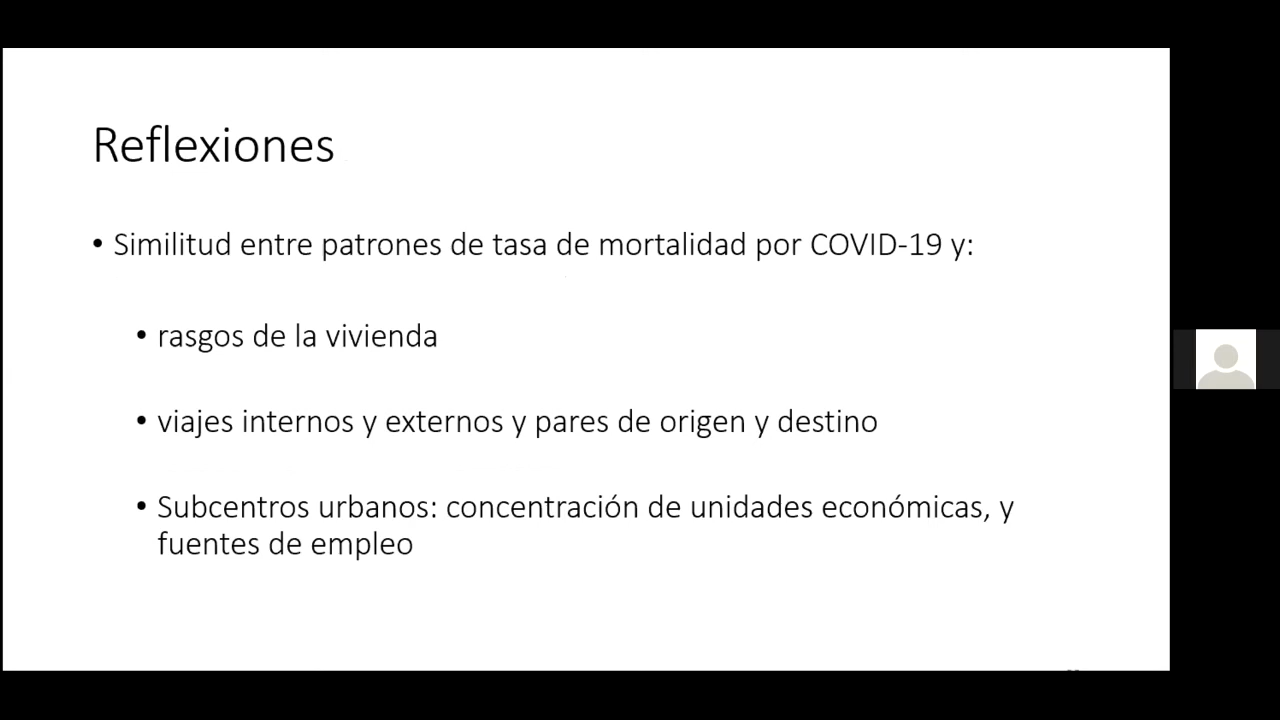 Reflexiones
• Similitud entre patrones de tasa de mortalidad por COVID-19 y:
• rasgos de la vivienda
• viajes internos y externos y pares de origen y destino
• Subcentros urbanos: concentración de unidades económicas, y
fuentes de empleo